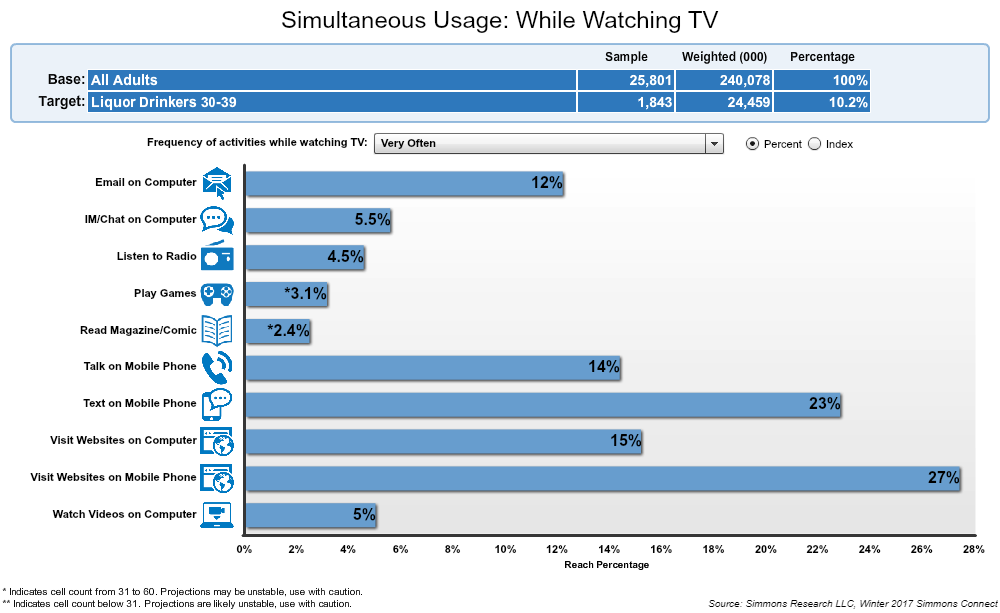 Simultaneous Usage: While Watching TV
Sample Weighted (000) Percentage
Base: All Adults 25,801 240,078 100%
Target: Liquor Drinkers 30-39 1,843 24,459 10.2%
Frequency of activities while watching TV: Very Often Percent Index
Email on Computer 12%
IM/Chat on Computer 5.5%
Listen to Radio 4.5%
Play Games *3.1%
Read Magazine/Comic *2.4%
Talk on Mobile Phone 14%
Text on Mobile Phone 23%
Visit Websites on Computer 15%
Visit Websites on Mobile Phone 27%
Watch Videos on Computer 5%
0% 2% 4% 6% 8% 10% 12% 14% 16% 18% 20% 22% 24% 26% 28%
Reach Percentage
* Indicates cell count from 31 to 60. Projections may be unstable, use with caution.
** Indicates cell count below 31. Projections are likely unstable, use with caution.
Source: Simmons Research LLC, Winter 2017 Simmons Connect